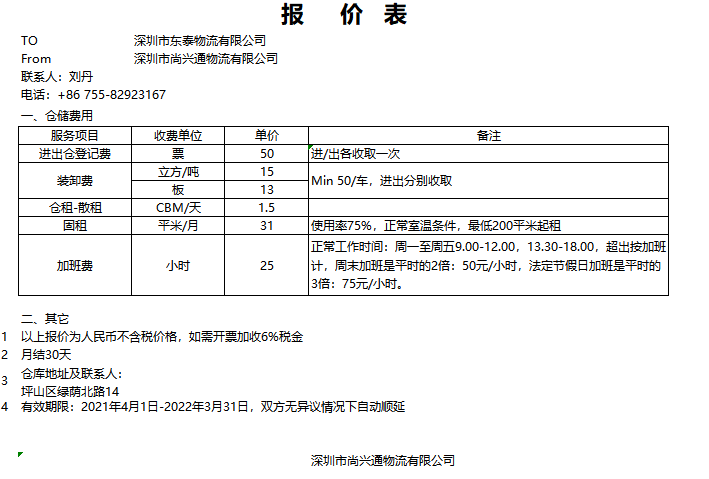 报 价 表
TO 深圳市东泰物流有限公司
From 深圳市尚兴通物流有限公司
联系人：刘丹
电话：+86 755-82923167
一、仓储费用
服务项目 收费单位 单价 备注
进出仓登记费 票 50 进/出各收取一次
装卸费 立方/吨 15 Min 50/车，进出分别收取
板 13
仓租-散租 CBM/天 1.5
固租 平米/月 31 使用率75%，正常室温条件，最低200平米起租
加班费 小时 25 正常工作时间：周一至周五9.00-12.00，13.30-18.00，超出按加班
计，周末加班是平时的2倍：50元/小时，法定节假日加班是平时的
3倍：75元/小时。
二、其它
1 以上报价为人民币不含税价格，如需开票加收6%税金
2 月结30天
3 仓库地址及联系人：
坪山区绿荫北路14
4 有效期限：2021年4月1日-2022年3月31日，双方无异议情况下自动顺延
深圳市尚兴通物流有限公司